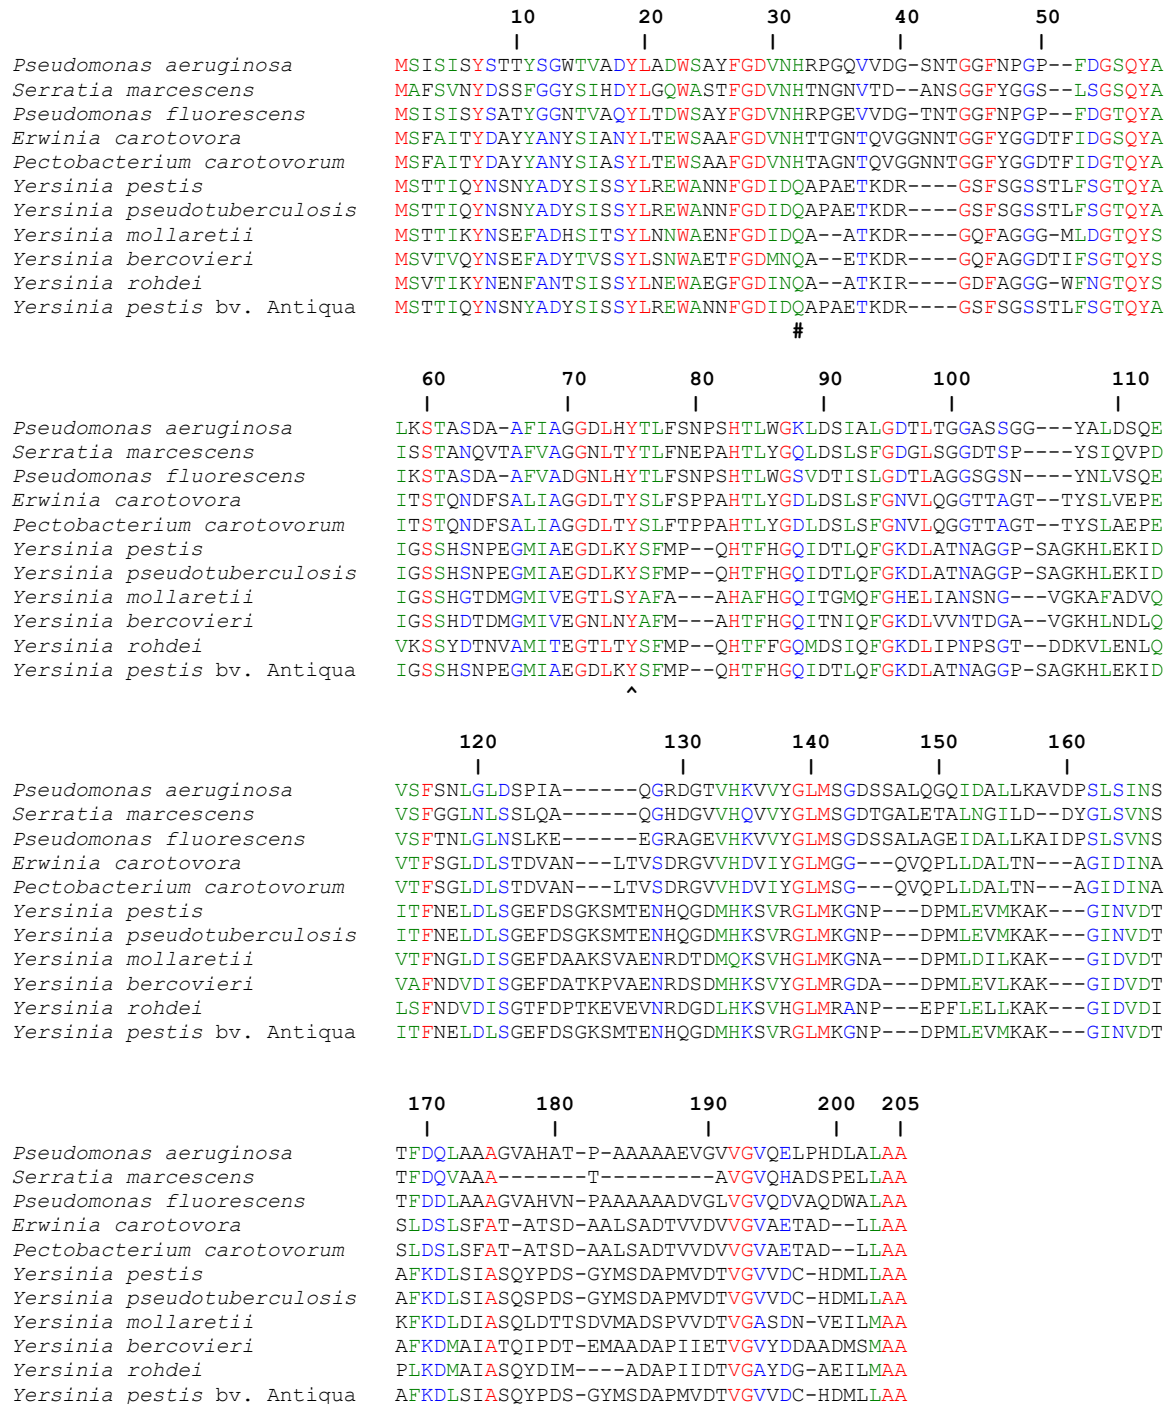 10 20 30 40 50
| | | | |
Pseudomonas aeruginosa MSISISYSTTYSGWTVADYLADWSAYFGDVNHRPGQVVDG-SNTGGFNPGP--FDGSQYA
Serratia marcescens MAFSVNYDSSFGGYSIHDYLGQWASTFGDVNHTNGNVTD--ANSGGFYGGS--LSGSQYA
Pseudomonas fluorescens MSISISYSATYGGNTVAQYLTDWSAYFGDVNHRPGEVVDG-TNTGGFNPGP--FDGTQYA
Erwinia carotovora MSFAITYDAYYANYSIANYLTEWSAAFGDVNHTTGNTQVGGNNTGGFYGGDTFIDGSQYA
Pectobacterium carotovorum MSFAITYDAYYANYSIASYLTEWSAAFGDVNHTAGNTQVGGNNTGGFYGGDTFIDGTQYA
Yersinia pestis MSTTIQYNSNYADYSISSYLREWANNFGDIDQAPAETKDR----GSFSGSSTLFSGTQYA
Yersinia pseudotuberculosis MSTTIQYNSNYADYSISSYLREWANNFGDIDQAPAETKDR----GSFSGSSTLFSGTQYA
Yersinia mollaretii MSTTIKYNSEFADHSITSYLNNWAENFGDIDQA--ATKDR----GQFAGGG-MLDGTQYS
Yersinia bercovieri MSVTVQYNSEFADYTVSSYLSNWAETFGDMNQA--ETKDR----GQFAGGDTIFSGTQYS
Yersinia rohdei MSVTIKYNENFANTSISSYLNEWAEGFGDINQA--ATKIR----GDFAGGG-WFNGTQYS
Yersinia pestis bv. Antiqua MSTTIQYNSNYADYSISSYLREWANNFGDIDQAPAETKDR----GSFSGSSTLFSGTQYA
#
60 70 80 90 100 110
| | | | | |
Pseudomonas aeruginosa LKSTASDA-AFIAGGDLHYTLFSNPSHTLWGKLDSIALGDTLTGGASSGG---YALDSQE
Serratia marcescens ISSTANQVTAFVAGGNLTYTLFNEPAHTLYGQLDSLSFGDGLSGGDTSP----YSIQVPD
Pseudomonas fluorescens IKSTASDA-AFVADGNLHYTLFSNPSHTLWGSVDTISLGDTLAGGSGSN----YNLVSQE
Erwinia carotovora ITSTQNDFSALIAGGDLTYSLFSPPAHTLYGDLDSLSFGNVLQGGTTAGT--TYSLVEPE
Pectobacterium carotovorum ITSTQNDFSALIAGGDLTYSLFTPPAHTLYGDLDSLSFGNVLQGGTTAGT--TYSLAEPE
Yersinia pestis IGSSHSNPEGMIAEGDLKYSFMP--QHTFHGQIDTLQFGKDLATNAGGP-SAGKHLEKID
Yersinia pseudotuberculosis IGSSHSNPEGMIAEGDLKYSFMP--QHTFHGQIDTLQFGKDLATNAGGP-SAGKHLEKID
Yersinia mollaretii IGSSHGTDMGMIVEGTLSYAFA---AHAFHGQITGMQFGHELIANSNG---VGKAFADVQ
Yersinia bercovieri IGSSHDTDMGMIVEGNLNYAFM---AHTFHGQITNIQFGKDLVVNTDGA--VGKHLNDLQ
Yersinia rohdei VKSSYDTNVAMITEGTLTYSFMP--QHTFFGQMDSIQFGKDLIPNPSGT--DDKVLENLQ
Yersinia pestis bv. Antiqua IGSSHSNPEGMIAEGDLKYSFMP--QHTFHGQIDTLQFGKDLATNAGGP-SAGKHLEKID
^
120 130 140 150 160
| | | | |
Pseudomonas aeruginosa VSFSNLGLDSPIA------QGRDGTVHKVVYGLMSGDSSALQGQIDALLKAVDPSLSINS
Serratia marcescens VSFGGLNLSSLQA------QGHDGVVHQVVYGLMSGDTGALETALNGILD--DYGLSVNS
Pseudomonas fluorescens VSFTNLGLNSLKE------EGRAGEVHKVVYGLMSGDSSALAGEIDALLKAIDPSLSVNS
Erwinia carotovora VTFSGLDLSTDVAN---LTVSDRGVVHDVIYGLMGG---QVQPLLDALTN---AGIDINA
Pectobacterium carotovorum VTFSGLDLSTDVAN---LTVSDRGVVHDVIYGLMSG---QVQPLLDALTN---AGIDINA
Yersinia pestis ITFNELDLSGEFDSGKSMTENHQGDMHKSVRGLMKGNP---DPMLEVMKAK---GINVDT
Yersinia pseudotuberculosis ITFNELDLSGEFDSGKSMTENHQGDMHKSVRGLMKGNP---DPMLEVMKAK---GINVDT
Yersinia mollaretii VTFNGLDISGEFDAAKSVAENRDTDMQKSVHGLMKGNA---DPMLDILKAK---GIDVDT
Yersinia bercovieri VAFNDVDISGEFDATKPVAENRDSDMHKSVYGLMRGDA---DPMLEVLKAK---GIDVDT
Yersinia rohdei LSFNDVDISGTFDPTKEVEVNRDGDLHKSVHGLMRANP---EPFLELLKAK---GIDVDI
Yersinia pestis bv. Antiqua ITFNELDLSGEFDSGKSMTENHQGDMHKSVRGLMKGNP---DPMLEVMKAK---GINVDT
170 180 190 200 205
| | | | |
Pseudomonas aeruginosa TFDQLAAAGVAHAT-P-AAAAAEVGVVGVQELPHDLALAA
Serratia marcescens TFDQVAAA-------T---------AVGVQHADSPELLAA
Pseudomonas fluorescens TFDDLAAAGVAHVN-PAAAAAADVGLVGVQDVAQDWALAA
Erwinia carotovora SLDSLSFAT-ATSD-AALSADTVVDVVGVAETAD--LLAA
Pectobacterium carotovorum SLDSLSFAT-ATSD-AALSADTVVDVVGVAETAD--LLAA
Yersinia pestis AFKDLSIASQYPDS-GYMSDAPMVDTVGVVDC-HDMLLAA
Yersinia pseudotuberculosis AFKDLSIASQSPDS-GYMSDAPMVDTVGVVDC-HDMLLAA
Yersinia mollaretii KFKDLDIASQLDTTSDVMADSPVVDTVGASDN-VEILMAA
Yersinia bercovieri AFKDMAIATQIPDT-EMAADAPIIETVGVYDDAADMSMAA
Yersinia rohdei PLKDMAIASQYDIM----ADAPIIDTVGAYDG-AEILMAA
Yersinia pestis bv. Antiqua AFKDLSIASQYPDS-GYMSDAPMVDTVGVVDC-HDMLLAA